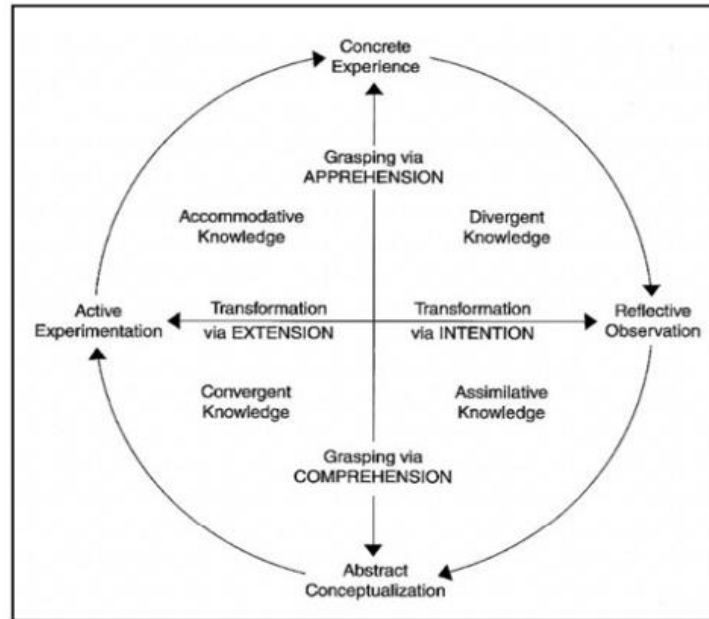 Concrete
Experience
Grasping via
APPREHENSION
Accommodative
Knowledge
Divergent
Knowledge
Active
Experimentation
Transformation
via EXTENSION
Transformation
via INTENTION
Reflective
Observation
Convergent
Knowledge
Assimilative
Knowledge
Grasping via
COMPREHENSION
Abstract
Conceptualization